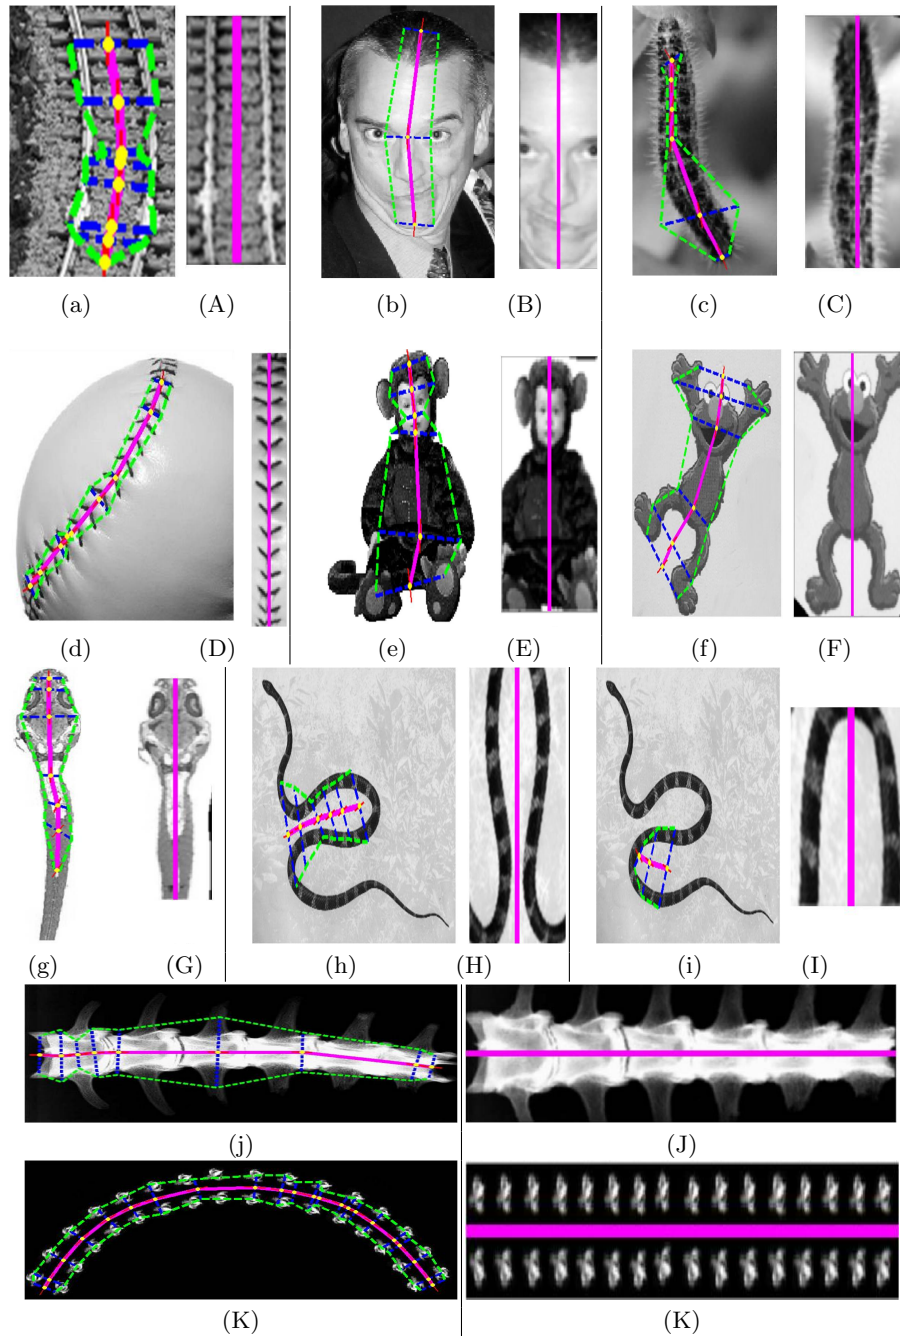 (a) (A) (b) (B) (c) (C)
(d) (D) (e) (E) (f) (F)
(g) (G) (h) (H) (i) (I)
(j) (J)
(K) (K)